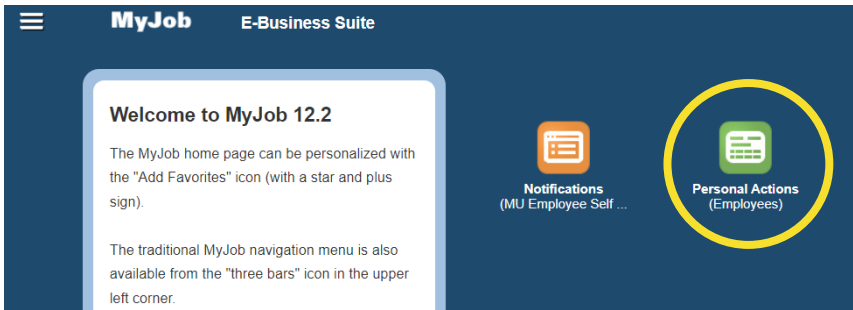 MyJob E-Business Suite
Welcome to MyJob 12.2
The MyJob home page can be personalized with
the "Add Favorites" icon (with a star and plus
sign).
The traditional MyJob navigation menu is also
available from the "three bars" icon in the upper
left corner.
Notifications
(MU Employee Self ...
Personal Actions
(Employees)